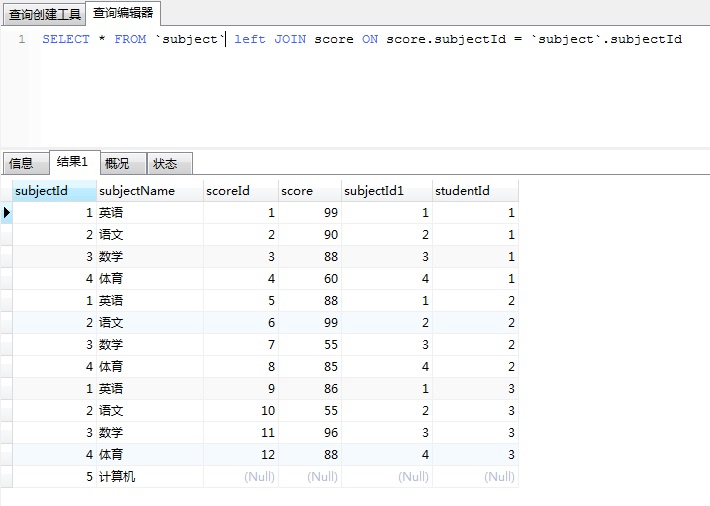 查询创建工具 查询编辑器
1 SELECT * FROM `subject` left JOIN score ON score.subjectId = `subject`.subjectId
信息 结果1 概况 状态
subjectId subjectName scoreId score subjectId1 studentId
1 英语 1 99 1 1
2 语文 2 90 2 1
3 数学 3 88 3 1
4 体育 4 60 4 1
1 英语 5 88 1 2
2 语文 6 99 2 2
3 数学 7 55 3 2
4 体育 8 85 4 2
1 英语 9 86 1 3
2 语文 10 55 2 3
3 数学 11 96 3 3
4 体育 12 88 4 3
5 计算机 (Null) (Null) (Null) (Null)